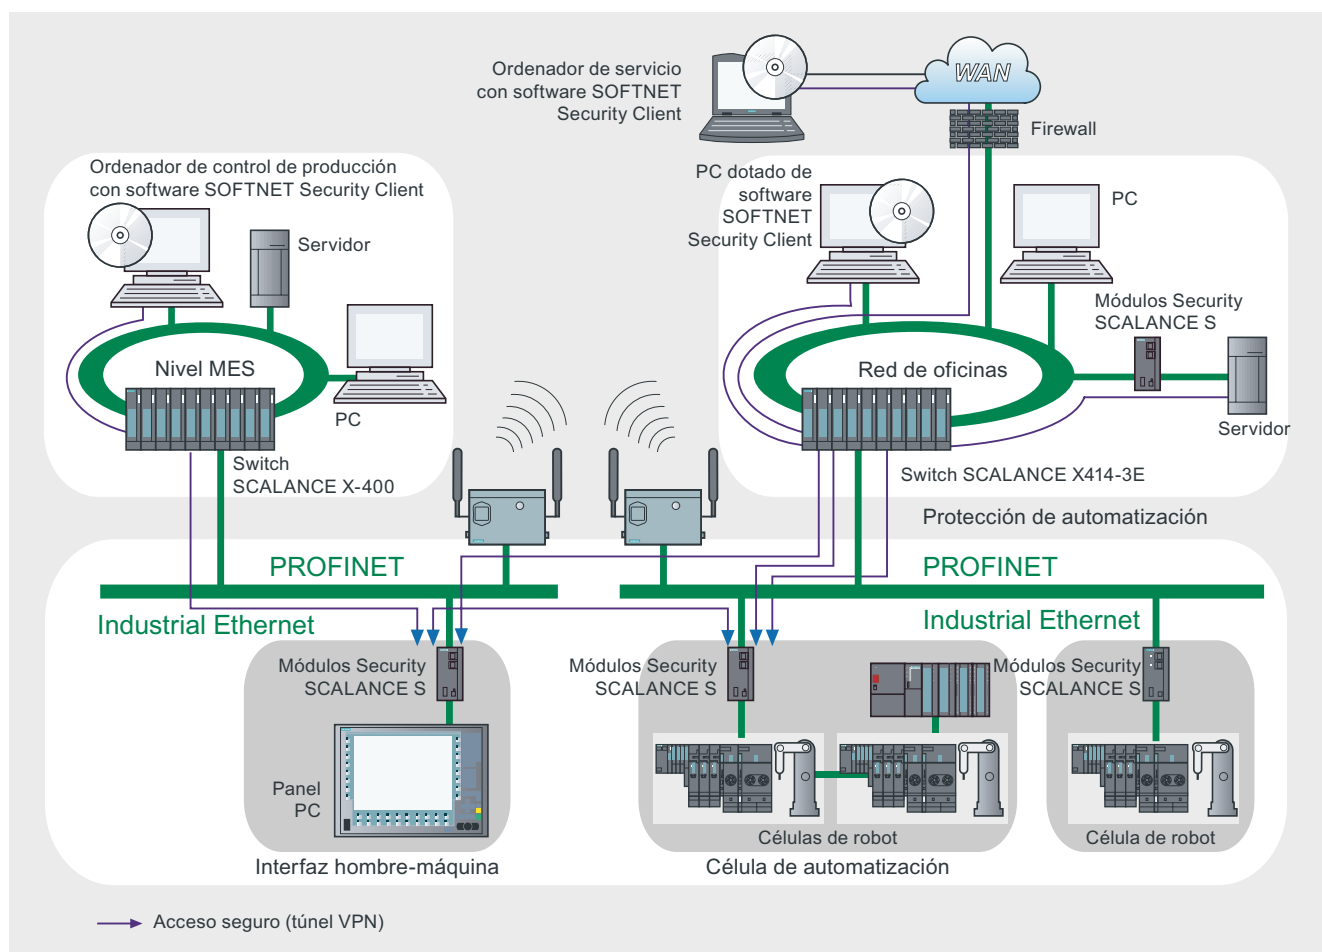 Ordenador de servicio
con software SOFTNET
Security Client
WAN
Firewall
Ordenador de control de producción
con software SOFTNET Security Client
Servidor
Nivel MES
PC
Switch
SCALANCE X-400
PC dotado de
software
SOFTNET
Security Client
PC
Módulos Security
SCALANCE S
Red de oficinas
Servidor
Switch SCALANCE X414-3E
Protección de automatización
PROFINET
PROFINET
Industrial Ethernet
Industrial Ethernet
Módulos Security
SCALANCE S
Módulos Security
SCALANCE S
Módulos Security
SCALANCE S
Panel
PC
Células de robot
Célula de robot
Interfaz hombre-máquina
Célula de automatización
Acceso seguro (túnel VPN)